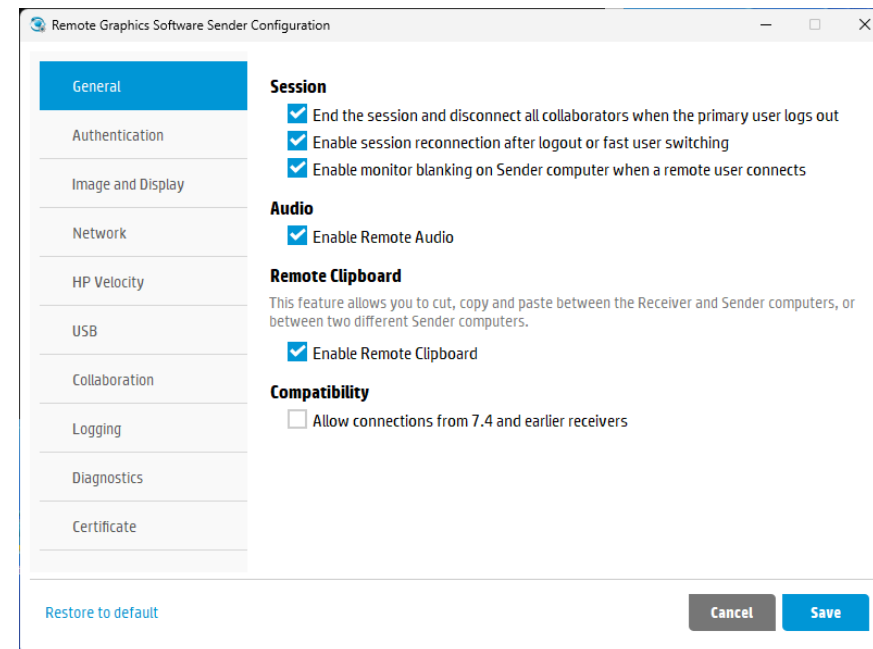 Remote Graphics Software Sender Configuration
General
Authentication
Image and Display
Network
HP Velocity
USB
Collaboration
Logging
Diagnostics
Certificate
Session
End the session and disconnect all collaborators when the primary user logs out
Enable session reconnection after logout or fast user switching
Enable monitor blanking on Sender computer when a remote user connects
Audio
Enable Remote Audio
Remote Clipboard
This feature allows you to cut, copy and paste between the Receiver and Sender computers, or
between two different Sender computers.
Enable Remote Clipboard
Compatibility
Allow connections from 7.4 and earlier receivers
Restore to default
Cancel
Save